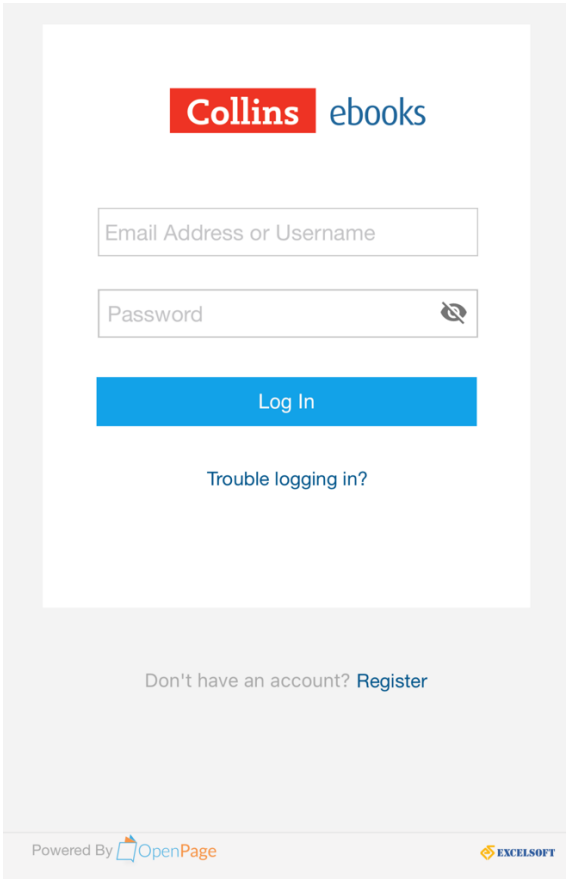 Collins ebooks
Email Address or Username
Password
Log In
Trouble logging in?
Don't have an account? Register
Powered By OpenPage
EXCELSOFT